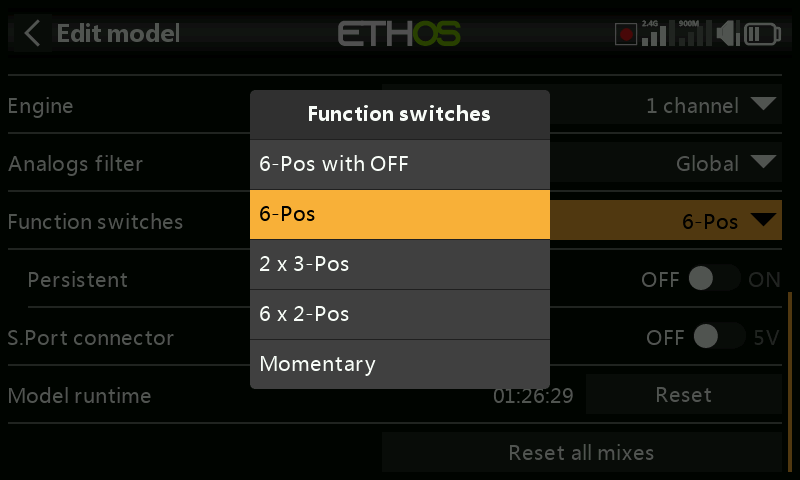 Edit model
ETHOS
2.4G
900M
Function switches
6-Pos with OFF
6-Pos
2 x 3-Pos
6 x 2-Pos
Momentary
Engine 1 channel
Analogs filter Global
Function switches 6-Pos
Persistent OFF ON
S.Port connector OFF 5V
Model runtime 01:26:29 Reset
Reset all mixes